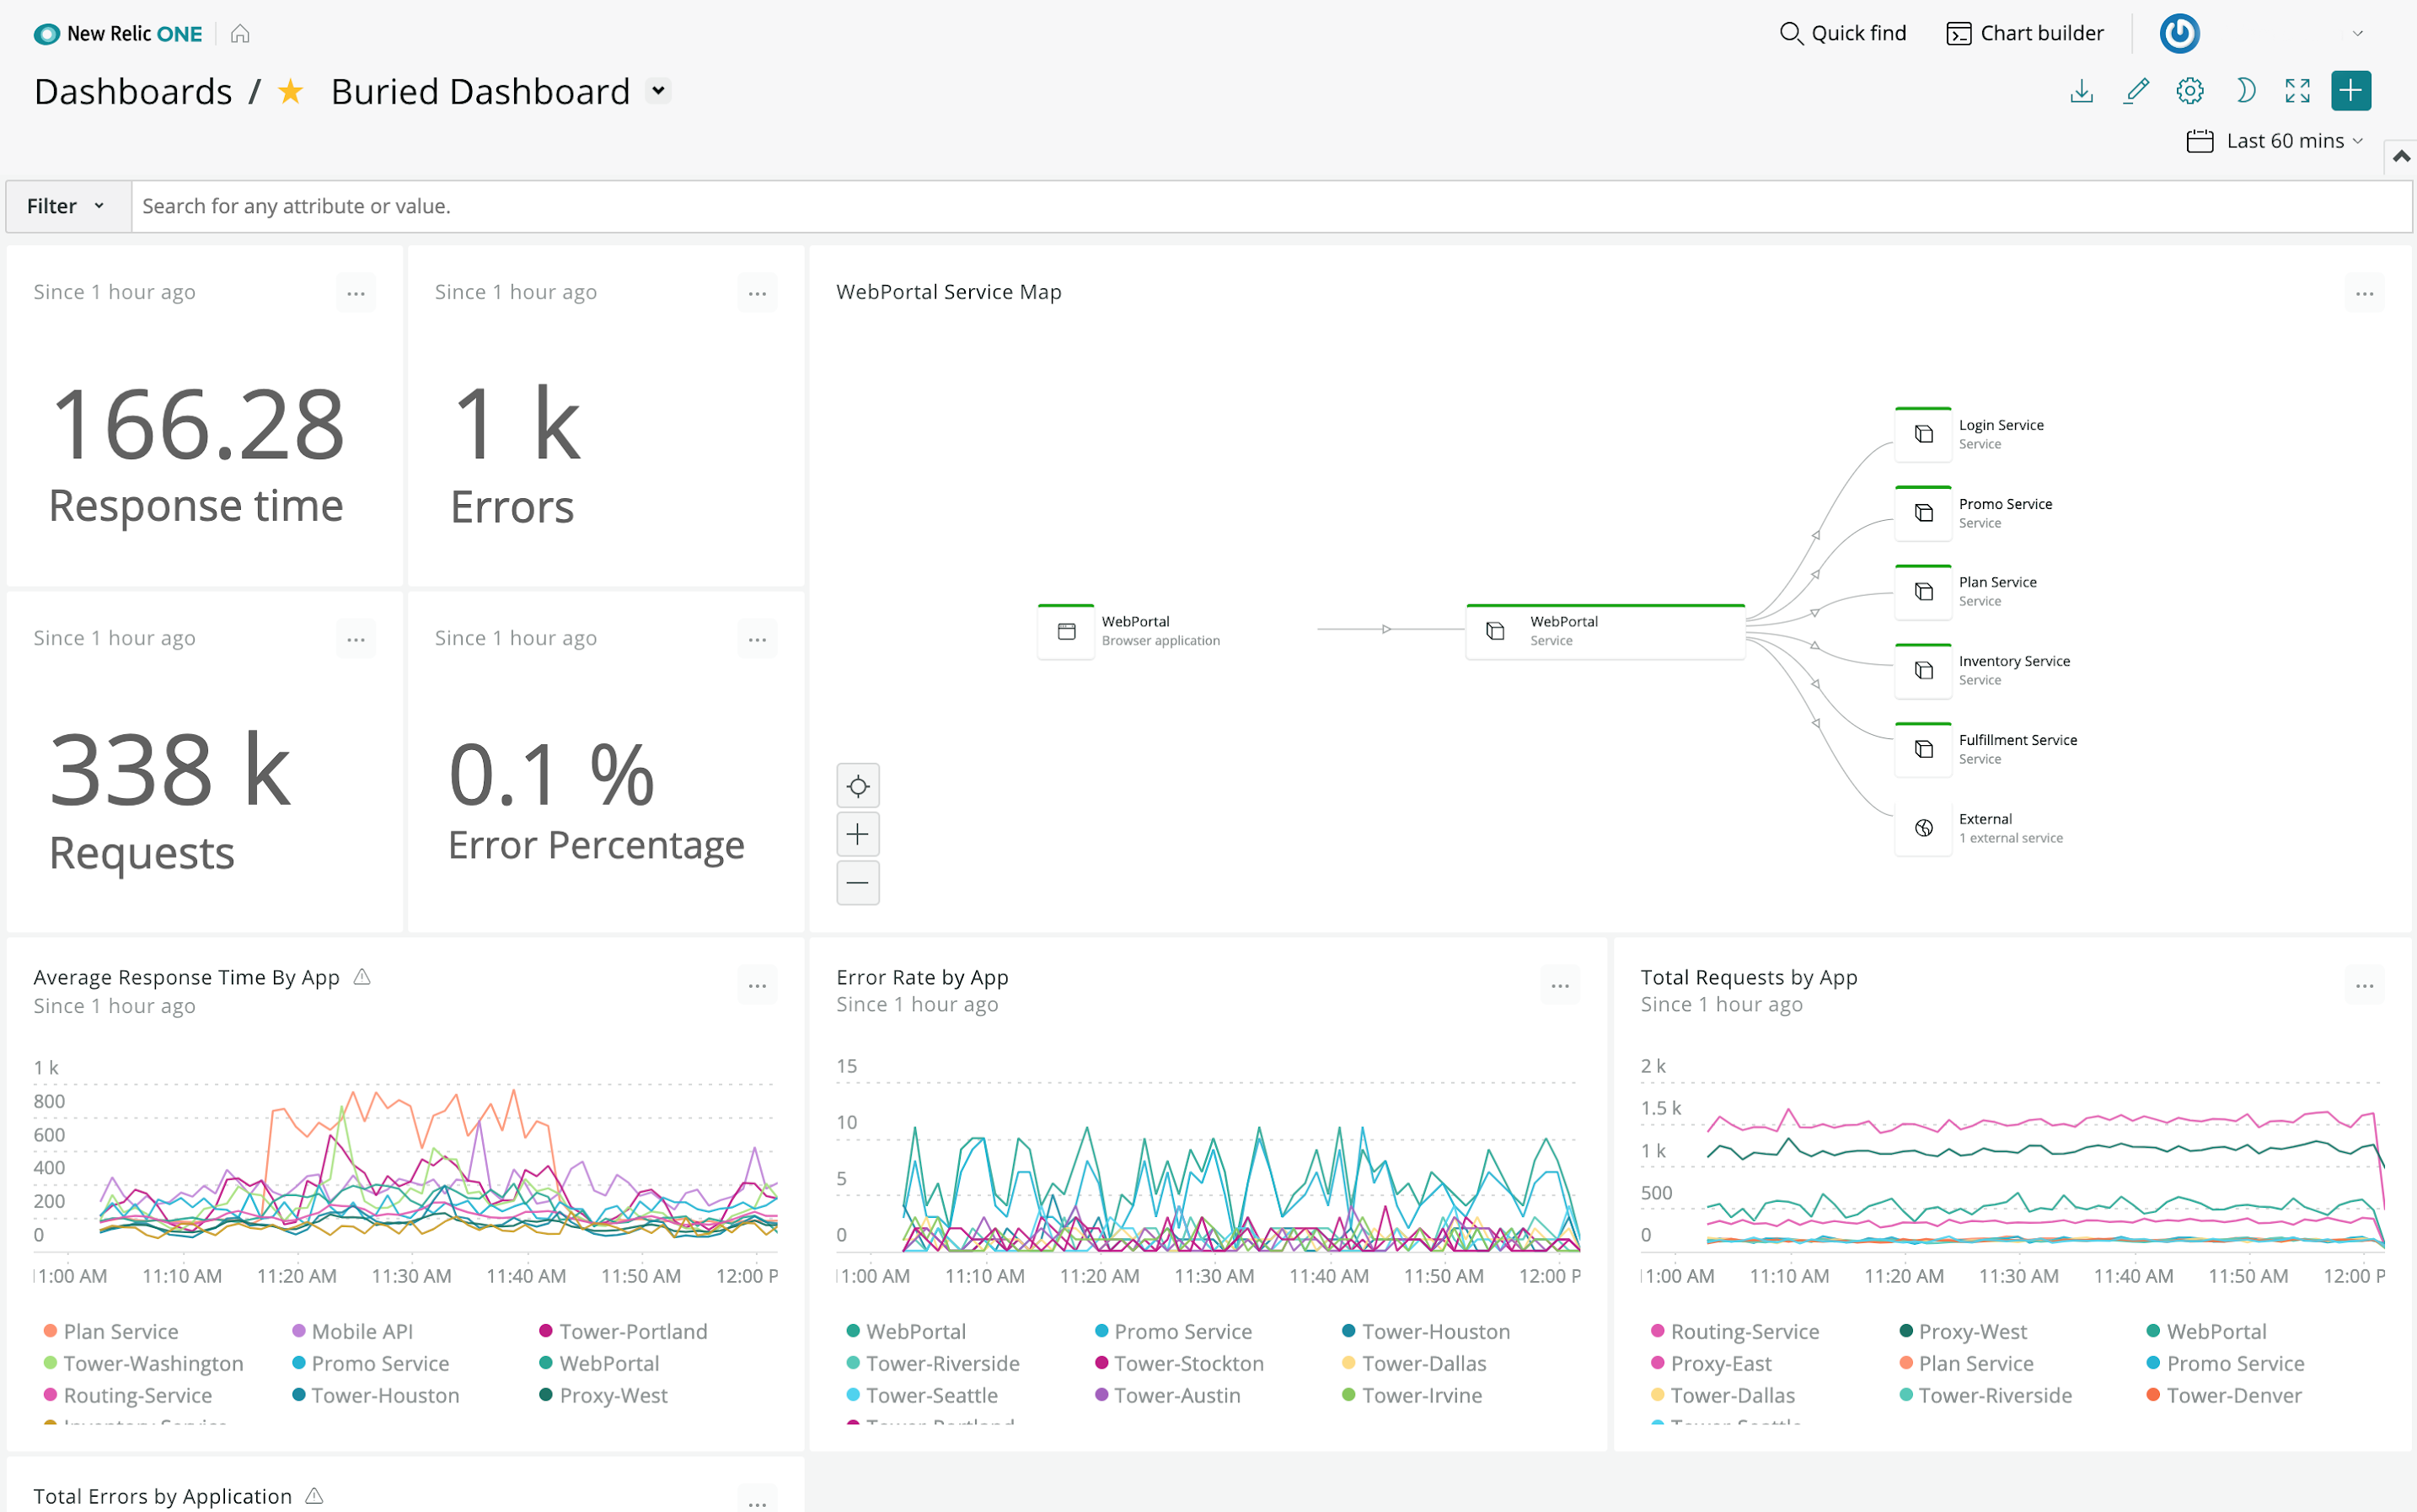 New Relic ONE
Quick find
Chart builder
Dashboards / Buried Dashboard
Last 60 mins
Filter
Search for any attribute or value.
Since 1 hour ago
166.28
Response time
Since 1 hour ago
1 k
Errors
Since 1 hour ago
338 k
Requests
Since 1 hour ago
0.1 %
Error Percentage
WebPortal Service Map
WebPortal
Browser application
WebPortal
Service
Login Service
Service
Promo Service
Service
Plan Service
Service
Inventory Service
Service
Fulfillment Service
Service
External
1 external service
Average Response Time By App
Since 1 hour ago
1 k
800
600
400
200
0
11:00 AM 11:10 AM 11:20 AM 11:30 AM 11:40 AM 11:50 AM 12:00 P
Plan Service Mobile API Tower-Portland
Tower-Washington Promo Service WebPortal
Routing-Service Tower-Houston Proxy-West
Inventory Service
Error Rate by App
Since 1 hour ago
15
10
5
0
11:00 AM 11:10 AM 11:20 AM 11:30 AM 11:40 AM 11:50 AM 12:00 P
WebPortal Promo Service Tower-Houston
Tower-Riverside Tower-Stockton Tower-Dallas
Tower-Seattle Tower-Austin Tower-Irvine
Tower-Portland
Total Requests by App
Since 1 hour ago
2 k
1.5 k
1 k
500
0
11:00 AM 11:10 AM 11:20 AM 11:30 AM 11:40 AM 11:50 AM 12:00 P
Routing-Service Proxy-West WebPortal
Proxy-East Plan Service Promo Service
Tower-Dallas Tower-Riverside Tower-Denver
Tower-Seattle
Total Errors by Application